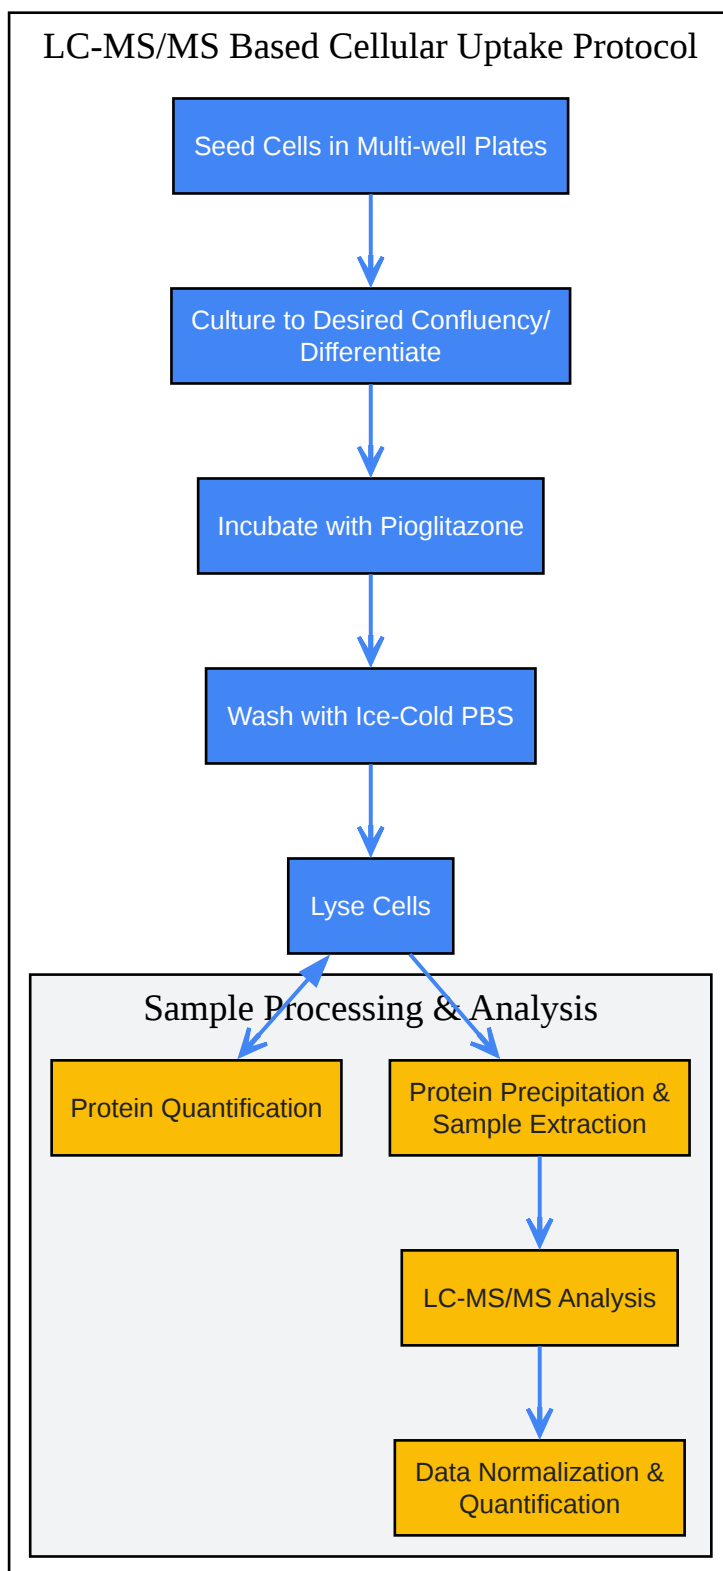 LC-MS/MS Based Cellular Uptake Protocol
Seed Cells in Multi-well Plates
Culture to Desired Confluency/
Differentiate
Incubate with Pioglitazone
Wash with Ice-Cold PBS
Lyse Cells
Sample Processing & Analysis
Protein Quantification
Protein Precipitation &
Sample Extraction
LC-MS/MS Analysis
Data Normalization &
Quantification